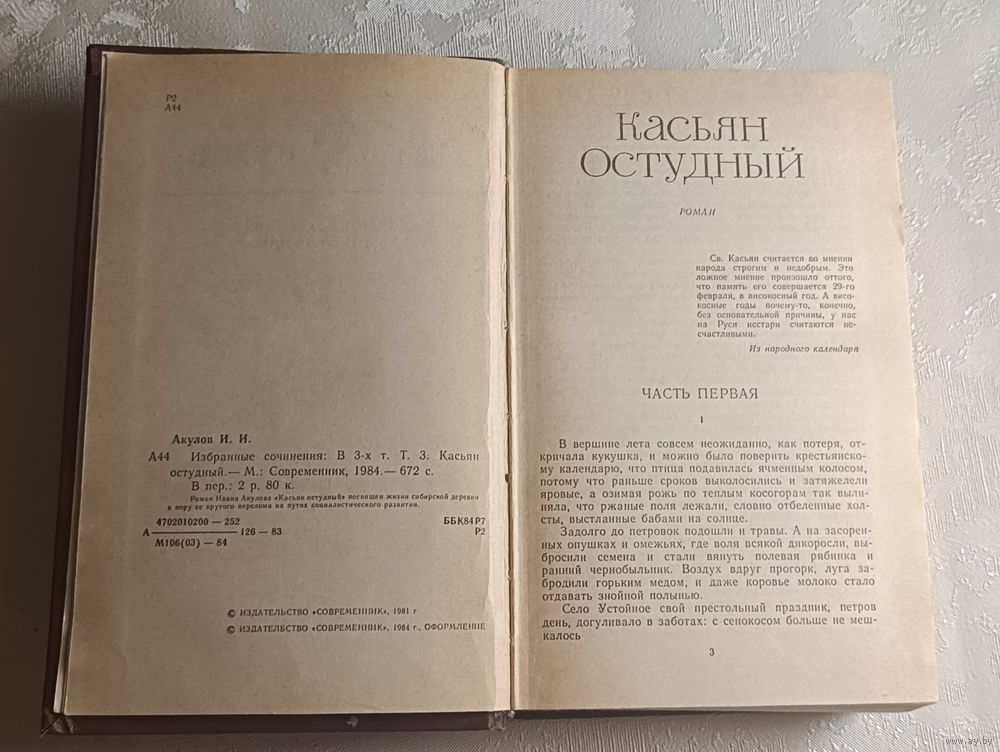 Р2
А44
Акулов И. И.
А44 Избранные сочинения: В 3-х т. Т. 3. Касьян
остудный.— М.: Современник, 1984.— 672 с.
В пер.: 2 р. 80 к.
Роман Ивана Акулова «Касьян остудный» посвящен жизни сибирской деревни
в пору ее крутого перелома на путях социалистического развития.
4702010200 — 252
А
126 — 83
М106(03) — 84
ББК84Р7
Р2
© ИЗДАТЕЛЬСТВО «СОВРЕМЕННИК», 1981 г
© ИЗДАТЕЛЬСТВО «СОВРЕМЕННИК», 1984 г., ОФОРМЛЕНИЕ
Касьян
остудный
РОМАН
Св. Касьян считается во мнении
народа строгим и недобрым. Это
ложное мнение произошло оттого,
что память его совершается 29-го
февраля, в високосный год. А висо-
косные годы почему-то, конечно,
без основательной причины, у нас
на Руси исстари считаются не-
счастливыми.
Из народного календаря
ЧАСТЬ ПЕРВАЯ
1
В вершине лета совсем неожиданно, как потеря, от-
кричала кукушка, и можно было поверить крестьянско-
му календарю, что птица подавилась ячменным колосом,
потому что раньше сроков выколосились и затяжелели
яровые, а озимая рожь по теплым косогорам так выли-
няла, что ржаные поля лежали, словно отбеленные хол-
сты, выстланные бабами на солнце.
Задолго до петровок подошли и травы. А на засорен-
ных опушках и омежьях, где воля всякой дикоросли, вы-
бросили семена и стали вянуть полевая рябинка и
ранний чернобыльник. Воздух вдруг прогорк, луга за-
бродили горьким медом, и даже коровье молоко стало
отдавать знойной полынью.
Село Устойное свой престольный праздник, петров
день, догуливало в заботах: с сенокосом больше не меш-
калось
3
www.ay.by